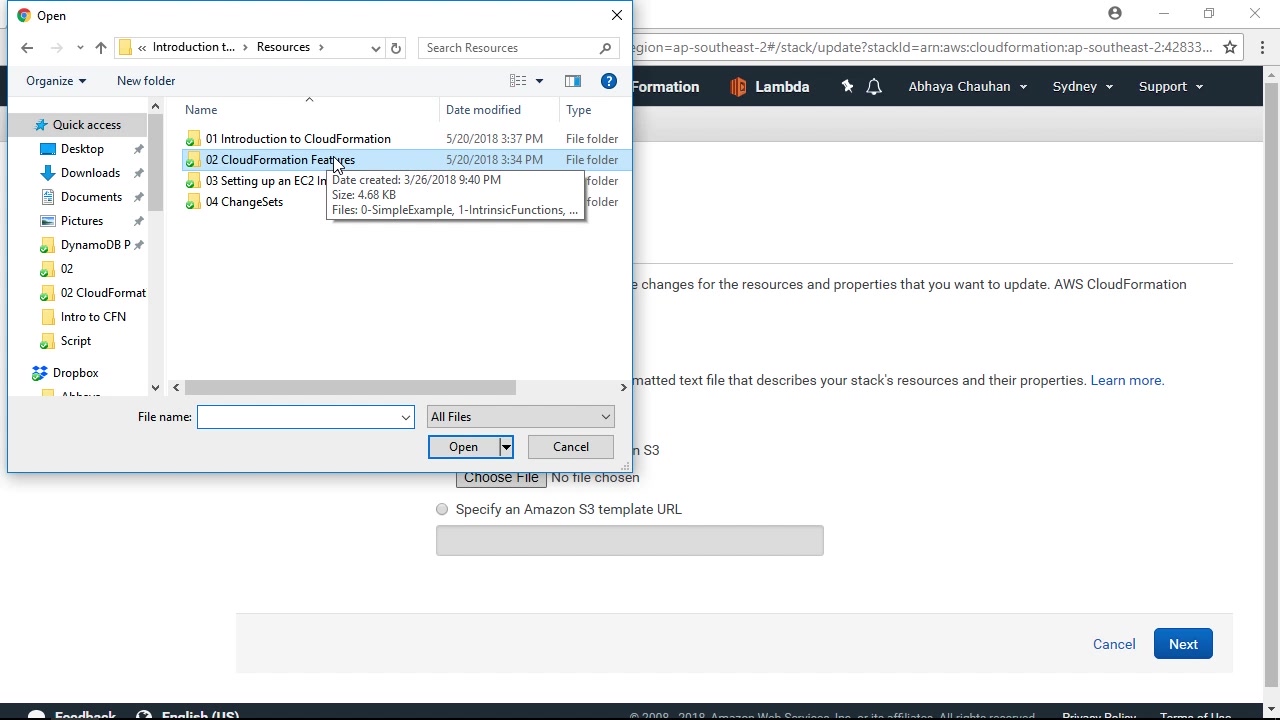 Open
« Introduction t... › Resources ›
Search Resources
egion=ap-southeast-2#/stack/update?stackId=arn:aws:cloudformation:ap-southeast-2:42833...
Organize
New folder
Formation
Lambda
Abhaya Chauhan
Sydney
Support
Name
Date modified
Type
Quick access
Desktop
Downloads
Documents
Pictures
DynamoDB P
02
02 CloudFormat
Intro to CFN
Script
Dropbox
Abhaya
01 Introduction to CloudFormation 5/20/2018 3:37 PM File folder
02 CloudFormation Features 5/20/2018 3:34 PM File folder
03 Setting up an EC2 In folder
04 ChangeSets folder
Date created: 3/26/2018 9:40 PM
Size: 4.68 KB
Files: 0-SimpleExample, 1-IntrinsicFunctions, ...
e changes for the resources and properties that you want to update. AWS CloudFormation
matted text file that describes your stack's resources and their properties. Learn more.
File name:
All Files
Open
Cancel
n S3
Choose File No file chosen
Specify an Amazon S3 template URL
Cancel
Next
Feedback
English (US)
© 2008 - 2018, Amazon Web Services, Inc. or its affiliates. All rights reserved.
Privacy Policy
Terms of Use